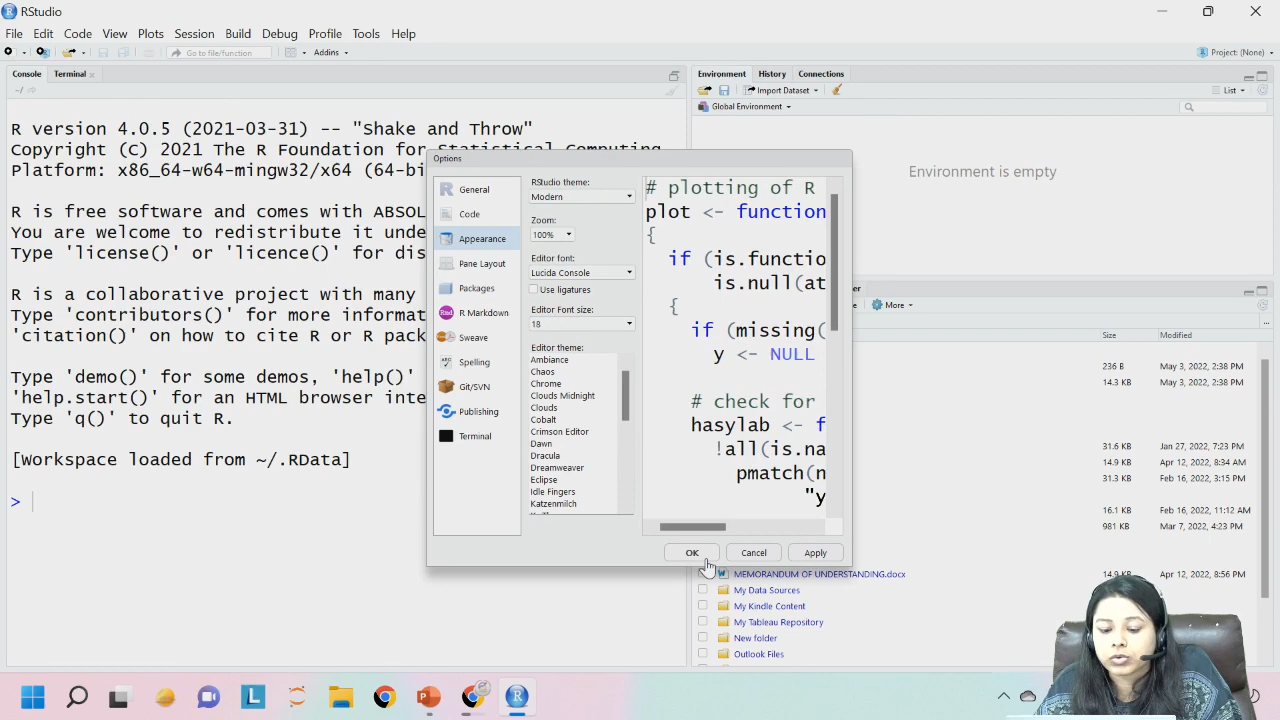 RStudio
File Edit Code View Plots Session Build Debug Profile Tools Help
Go to file/function Addins Project: (None)
Console Terminal
~/
R version 4.0.5 (2021-03-31) -- "Shake and Throw"
Copyright (C) 2021 The R Foundation for Statistical Computing
Platform: x86_64-w64-mingw32/x64 (64-bi
R is free software and comes with ABSOL
You are welcome to redistribute it unde
Type 'license()' or 'licence()' for dis
R is a collaborative project with many
Type 'contributors()' for more informat
'citation()' on how to cite R or R pack
Type 'demo()' for some demos, 'help()'
'help.start()' for an HTML browser inte
Type 'q()' to quit R.
[Workspace loaded from ~/.RData]
>
Options
General
Code
Appearance
Pane Layout
Packages
R Markdown
Sweave
Spelling
Git/SVN
Publishing
Terminal
RStudio theme:
Modern
Zoom:
100%
Editor font:
Lucida Console
Use ligatures
Editor Font size:
18
Editor theme:
Ambiance
Chaos
Chrome
Clouds Midnight
Clouds
Cobalt
Crimson Editor
Dawn
Dracula
Dreamweaver
Eclipse
Idle Fingers
Katzenmilch
# plotting of R
plot <- function
{
if (is.functio
is.null(at
{
if (missing(
y <- NULL
# check for
hasylab <- f
!all(is.na
pmatch(n
"y
OK Cancel Apply
Environment History Connections
Import Dataset List
Global Environment
Environment is empty
More
Size Modified
236 B May 3, 2022, 2:38 PM
14.3 KB May 3, 2022, 2:38 PM
31.6 KB Jan 27, 2022, 7:23 PM
14.9 KB Apr 12, 2022, 8:34 AM
31.3 KB Feb 16, 2022, 3:15 PM
16.1 KB Feb 16, 2022, 11:12 AM
981 KB Mar 7, 2022, 4:23 PM
MEMORANDUM OF UNDERSTANDING.docx 14.9 KB Apr 12, 2022, 8:56 PM
My Data Sources
My Kindle Content
My Tableau Repository
New folder
Outlook Files